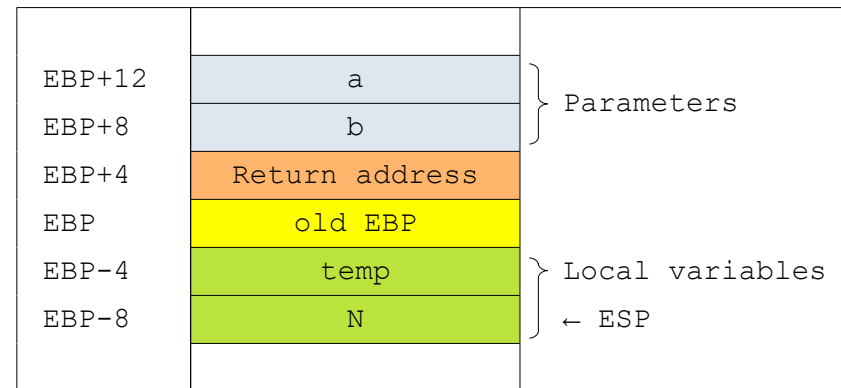 EBP+12 a
Parameters
EBP+8 b
EBP+4 Return address
EBP old EBP
EBP-4 temp Local variables
EBP-8 N ← ESP